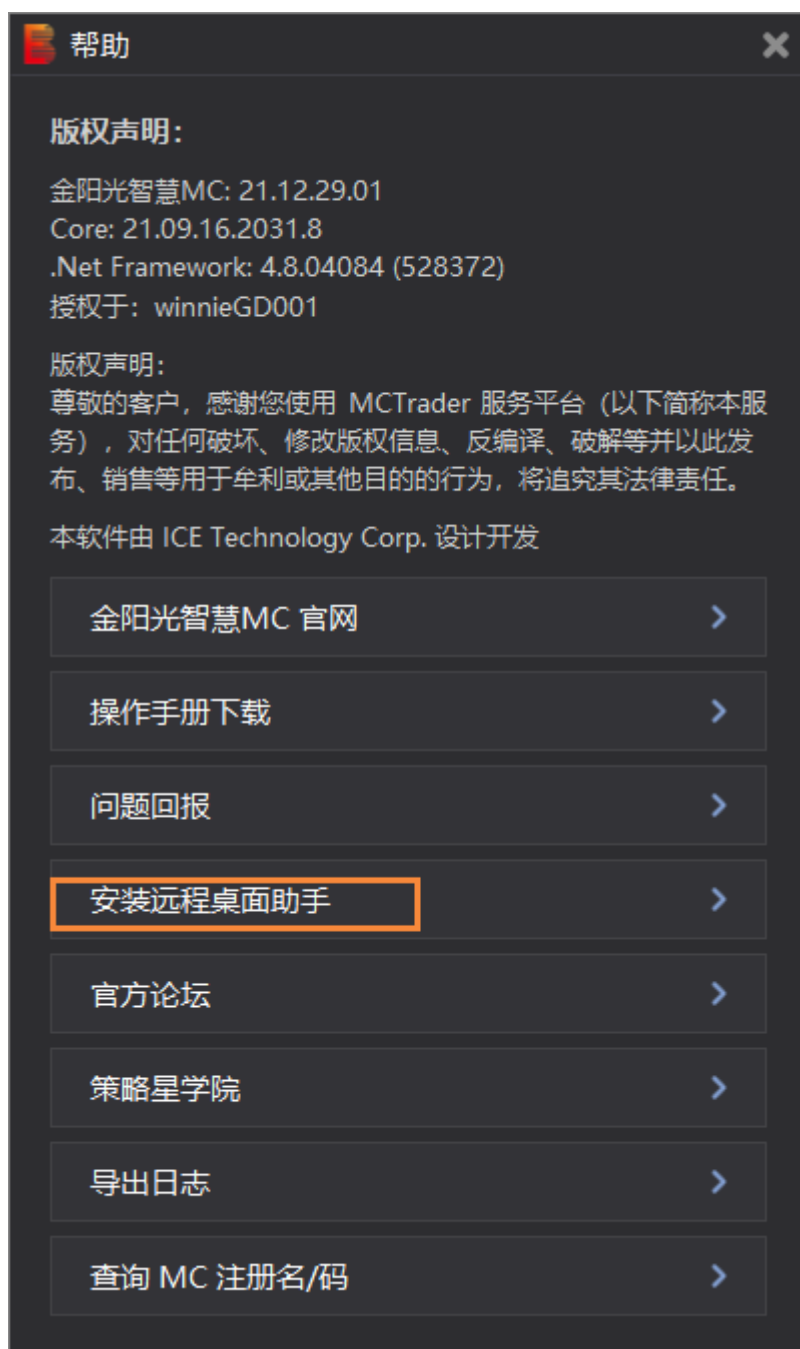 帮助
版权声明：
金阳光智慧MC: 21.12.29.01
Core: 21.09.16.2031.8
.Net Framework: 4.8.04084 (528372)
授权于：winnieGD001
版权声明：
尊敬的客户，感谢您使用 MCTrader 服务平台（以下简称本服
务），对任何破坏、修改版权信息、反编译、破解等并以此发
布、销售等用于牟利或其他目的的行为，将追究其法律责任。
本软件由 ICE Technology Corp. 设计开发
金阳光智慧MC 官网
操作手册下载
问题回报
安装远程桌面助手
官方论坛
策略星学院
导出日志
查询 MC 注册名/码